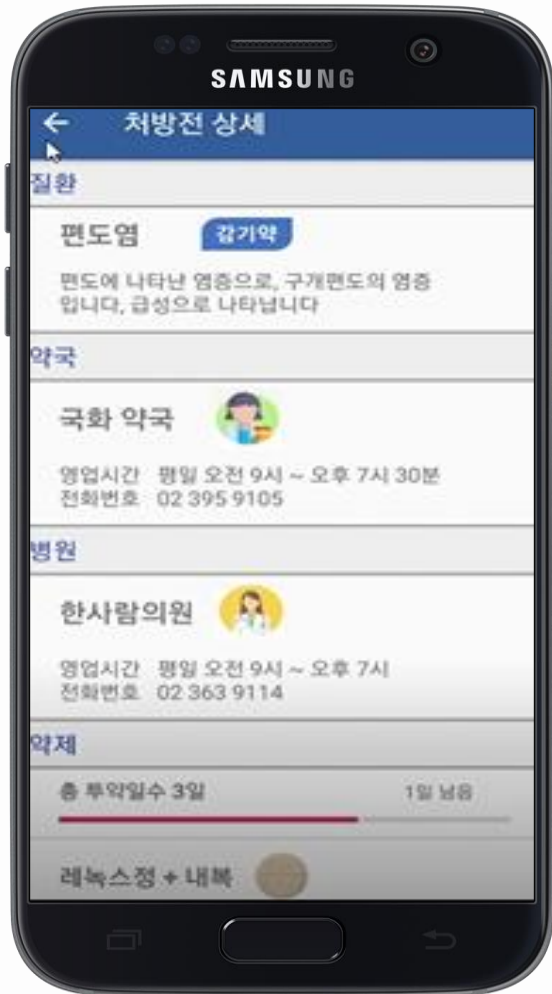 SAMSUNG
처방전 상세
질환
편도염 감기약
편도에 나타난 염증으로, 구개편도의 염증
입니다, 급성으로 나타납니다
약국
국화 약국
영업시간 평일 오전 9시 ~ 오후 7시 30분
전화번호 02 395 9105
병원
한사람의원
영업시간 평일 오전 9시 ~ 오후 7시
전화번호 02 363 9114
약제
총 투약일수 3일 1일 남음
레녹스정 + 내복